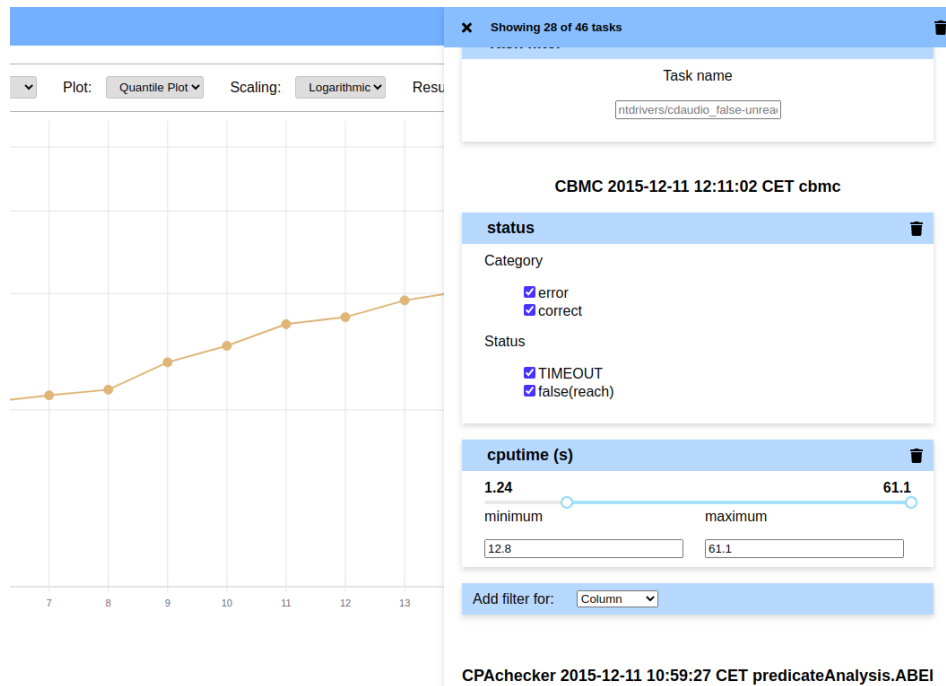 Showing 28 of 46 tasks
Plot: Quantile Plot Scaling: Logarithmic Resu
Task name
ntdrivers/cdaudio_false-unreac
CBMC 2015-12-11 12:11:02 CET cbmc
status
Category
error
correct
Status
TIMEOUT
false(reach)
cputime (s)
1.24 61.1
minimum maximum
12.8 61.1
Add filter for: Column
7 8 9 10 11 12 13
CPAchecker 2015-12-11 10:59:27 CET predicateAnalysis.ABEl